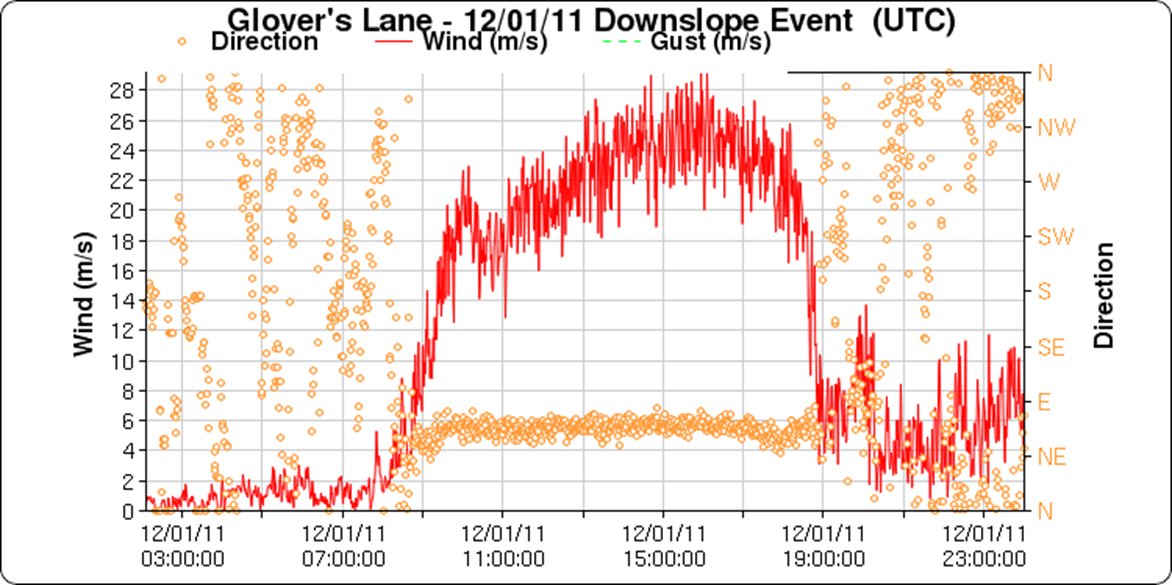 Glover's Lane - 12/01/11 Downslope Event (UTC)
Direction Wind (m/s) Gust (m/s)
28
26
24
22
20
18
16
14
12
10
8
6
4
2
0
Wind (m/s)
N
NW
W
SW
S
SE
E
NE
N
Direction
12/01/11 12/01/11 12/01/11 12/01/11 12/01/11 12/01/11
03:00:00 07:00:00 11:00:00 15:00:00 19:00:00 23:00:00